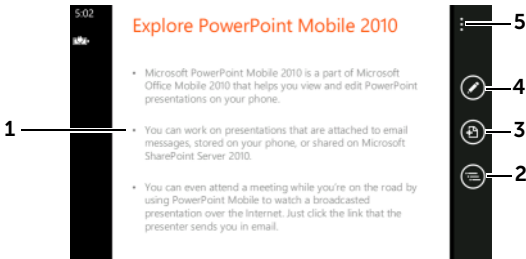 5:02
Explore PowerPoint Mobile 2010
• Microsoft PowerPoint Mobile 2010 is a part of Microsoft
Office Mobile 2010 that helps you view and edit PowerPoint
presentations on your phone.
• You can work on presentations that are attached to email
messages, stored on your phone, or shared on Microsoft
SharePoint Server 2010.
• You can even attend a meeting while you're on the road by
using PowerPoint Mobile to watch a broadcasted
presentation over the Internet. Just click the link that the
presenter sends you in email.
1
5
4
3
2